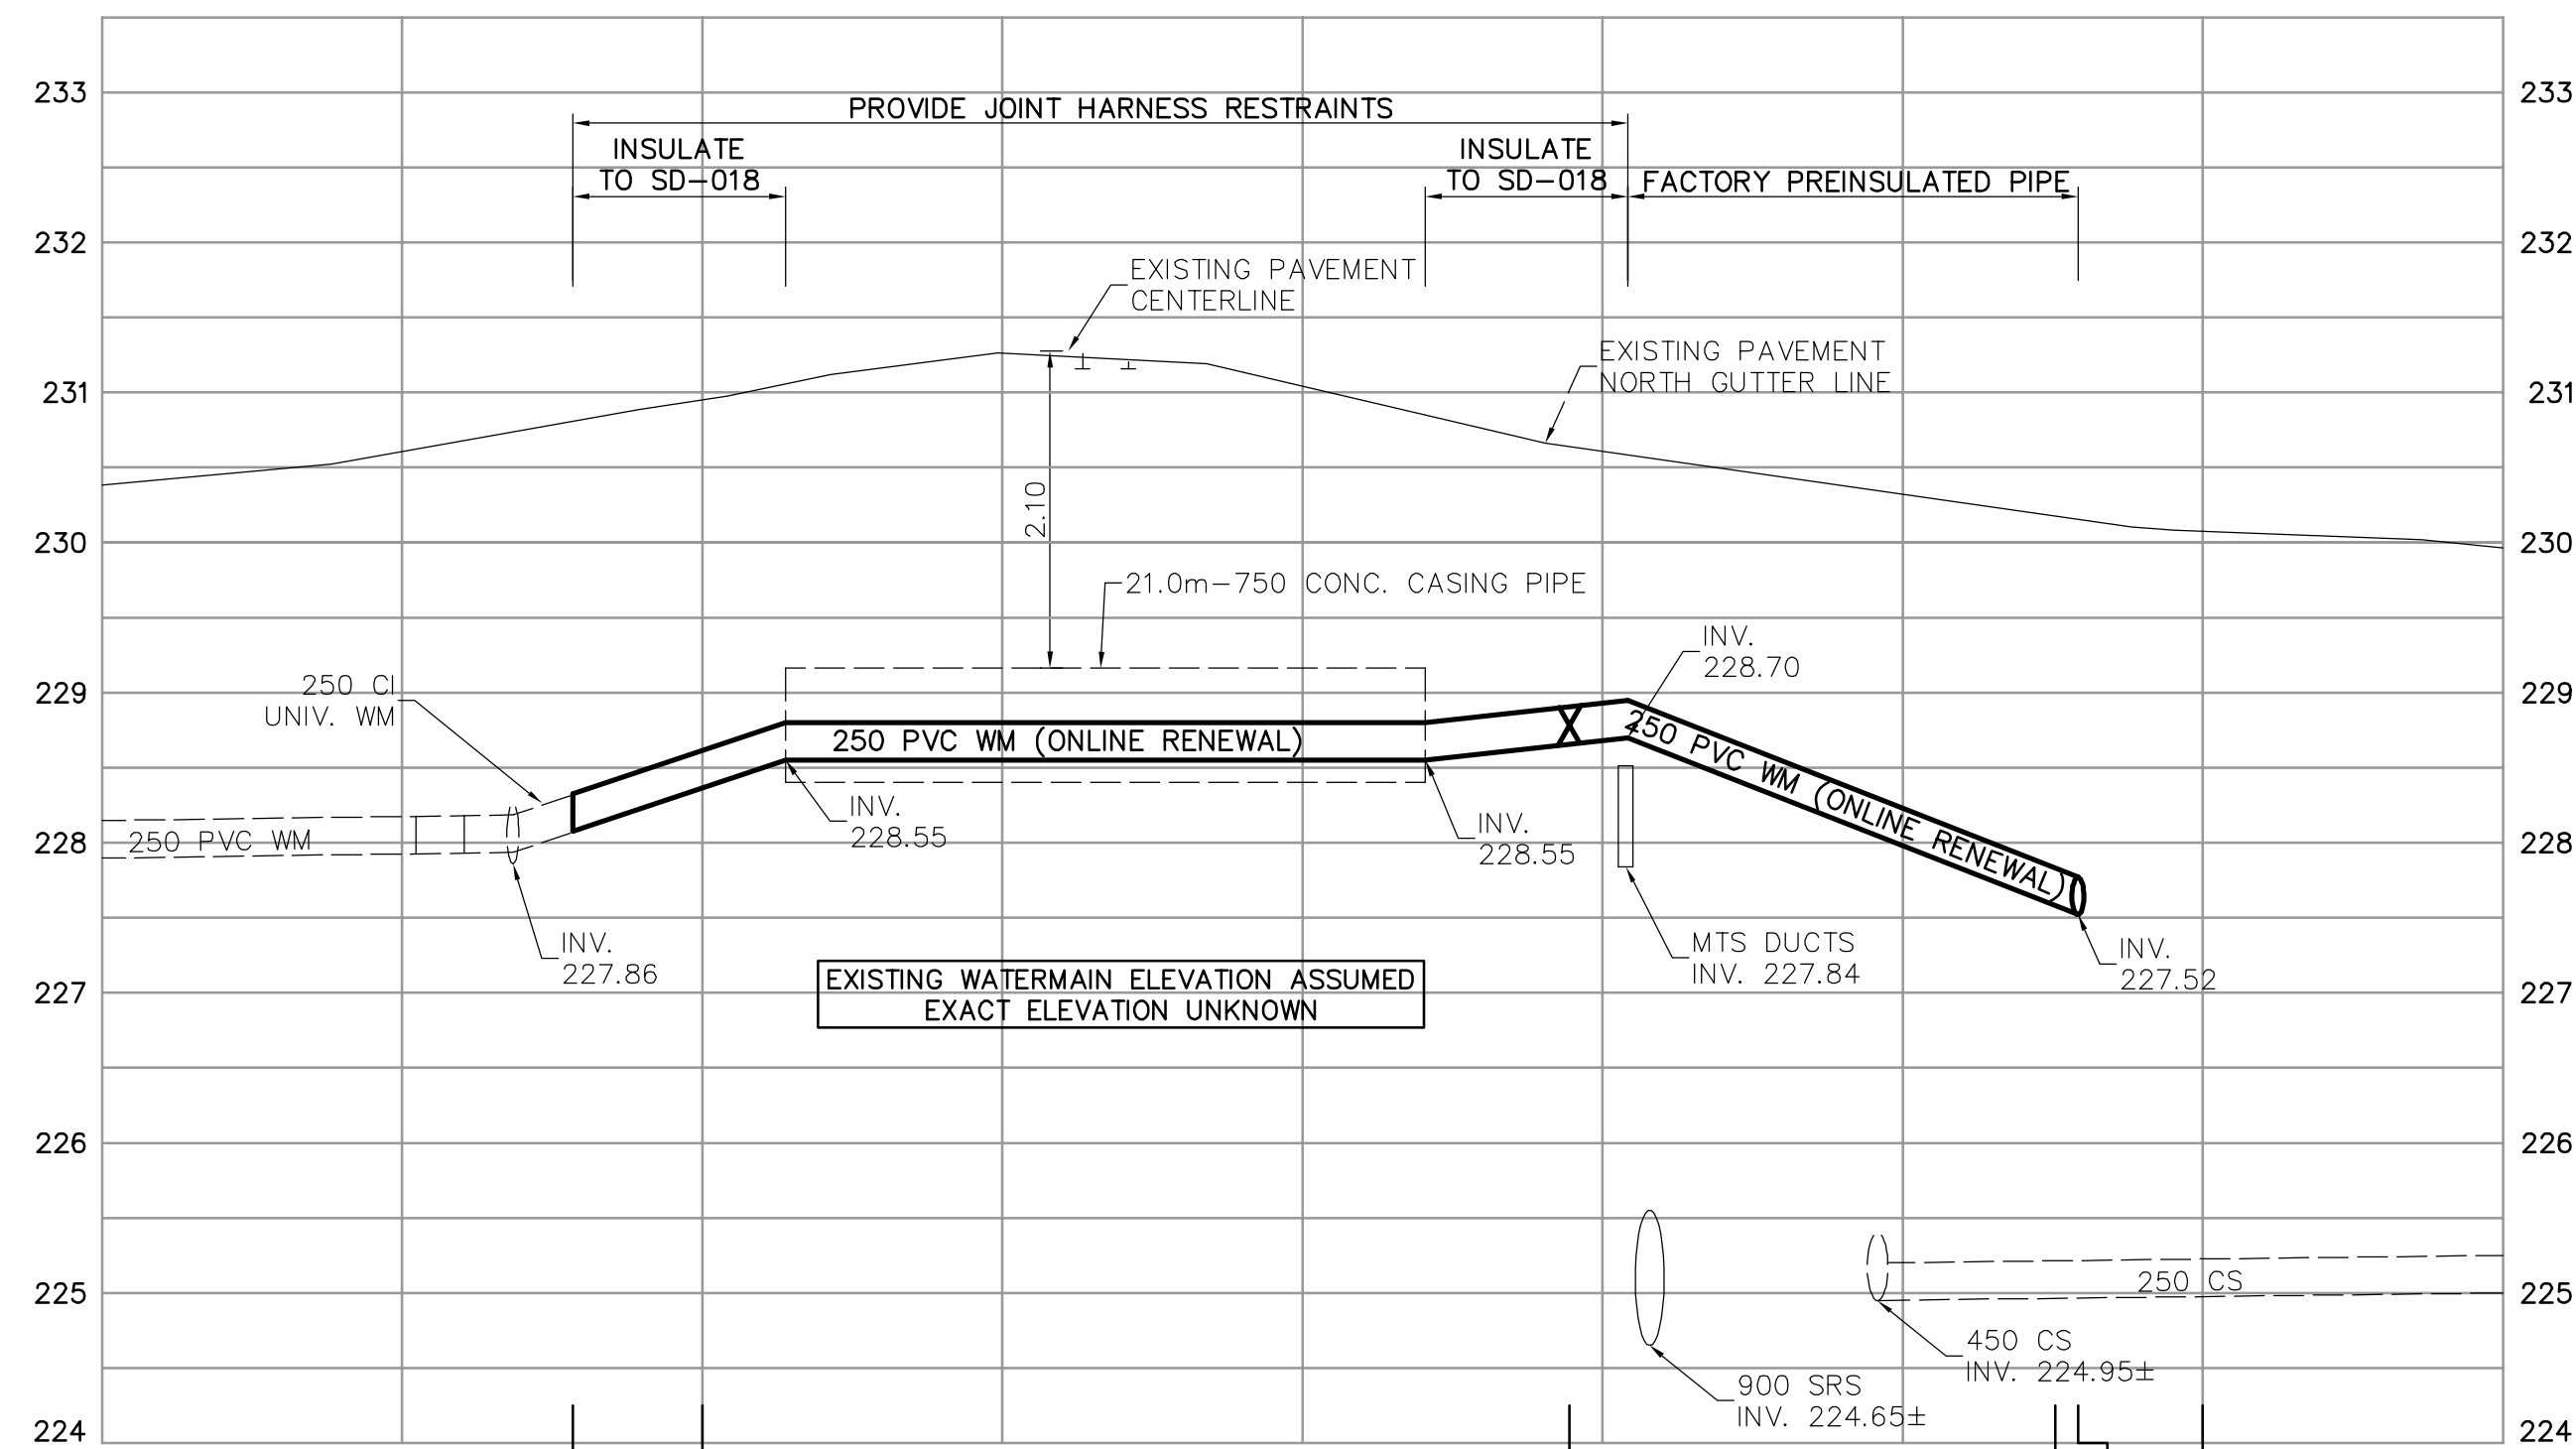 233
233
PROVIDE JOINT HARNESS RESTRAINTS
INSULATE
TO SD-018
INSULATE
TO SD-018
FACTORY PREINSULATED PIPE
232
232
EXISTING PAVEMENT
CENTERLINE
EXISTING PAVEMENT
NORTH GUTTER LINE
231
231
2.10
230
230
21.0m-750 CONC. CASING PIPE
INV.
228.70
229
229
250 CI
UNIV. WM
250 PVC WM (ONLINE RENEWAL)
250 PVC WM (ONLINE RENEWAL)
INV.
228.55
INV.
228.55
228
228
250 PVC WM
INV.
227.86
MTS DUCTS
INV. 227.84
INV.
227.52
EXISTING WATERMAIN ELEVATION ASSUMED
EXACT ELEVATION UNKNOWN
227
227
226
226
225
225
250 CS
450 CS
INV. 224.95±
900 SRS
INV. 224.65±
224
224